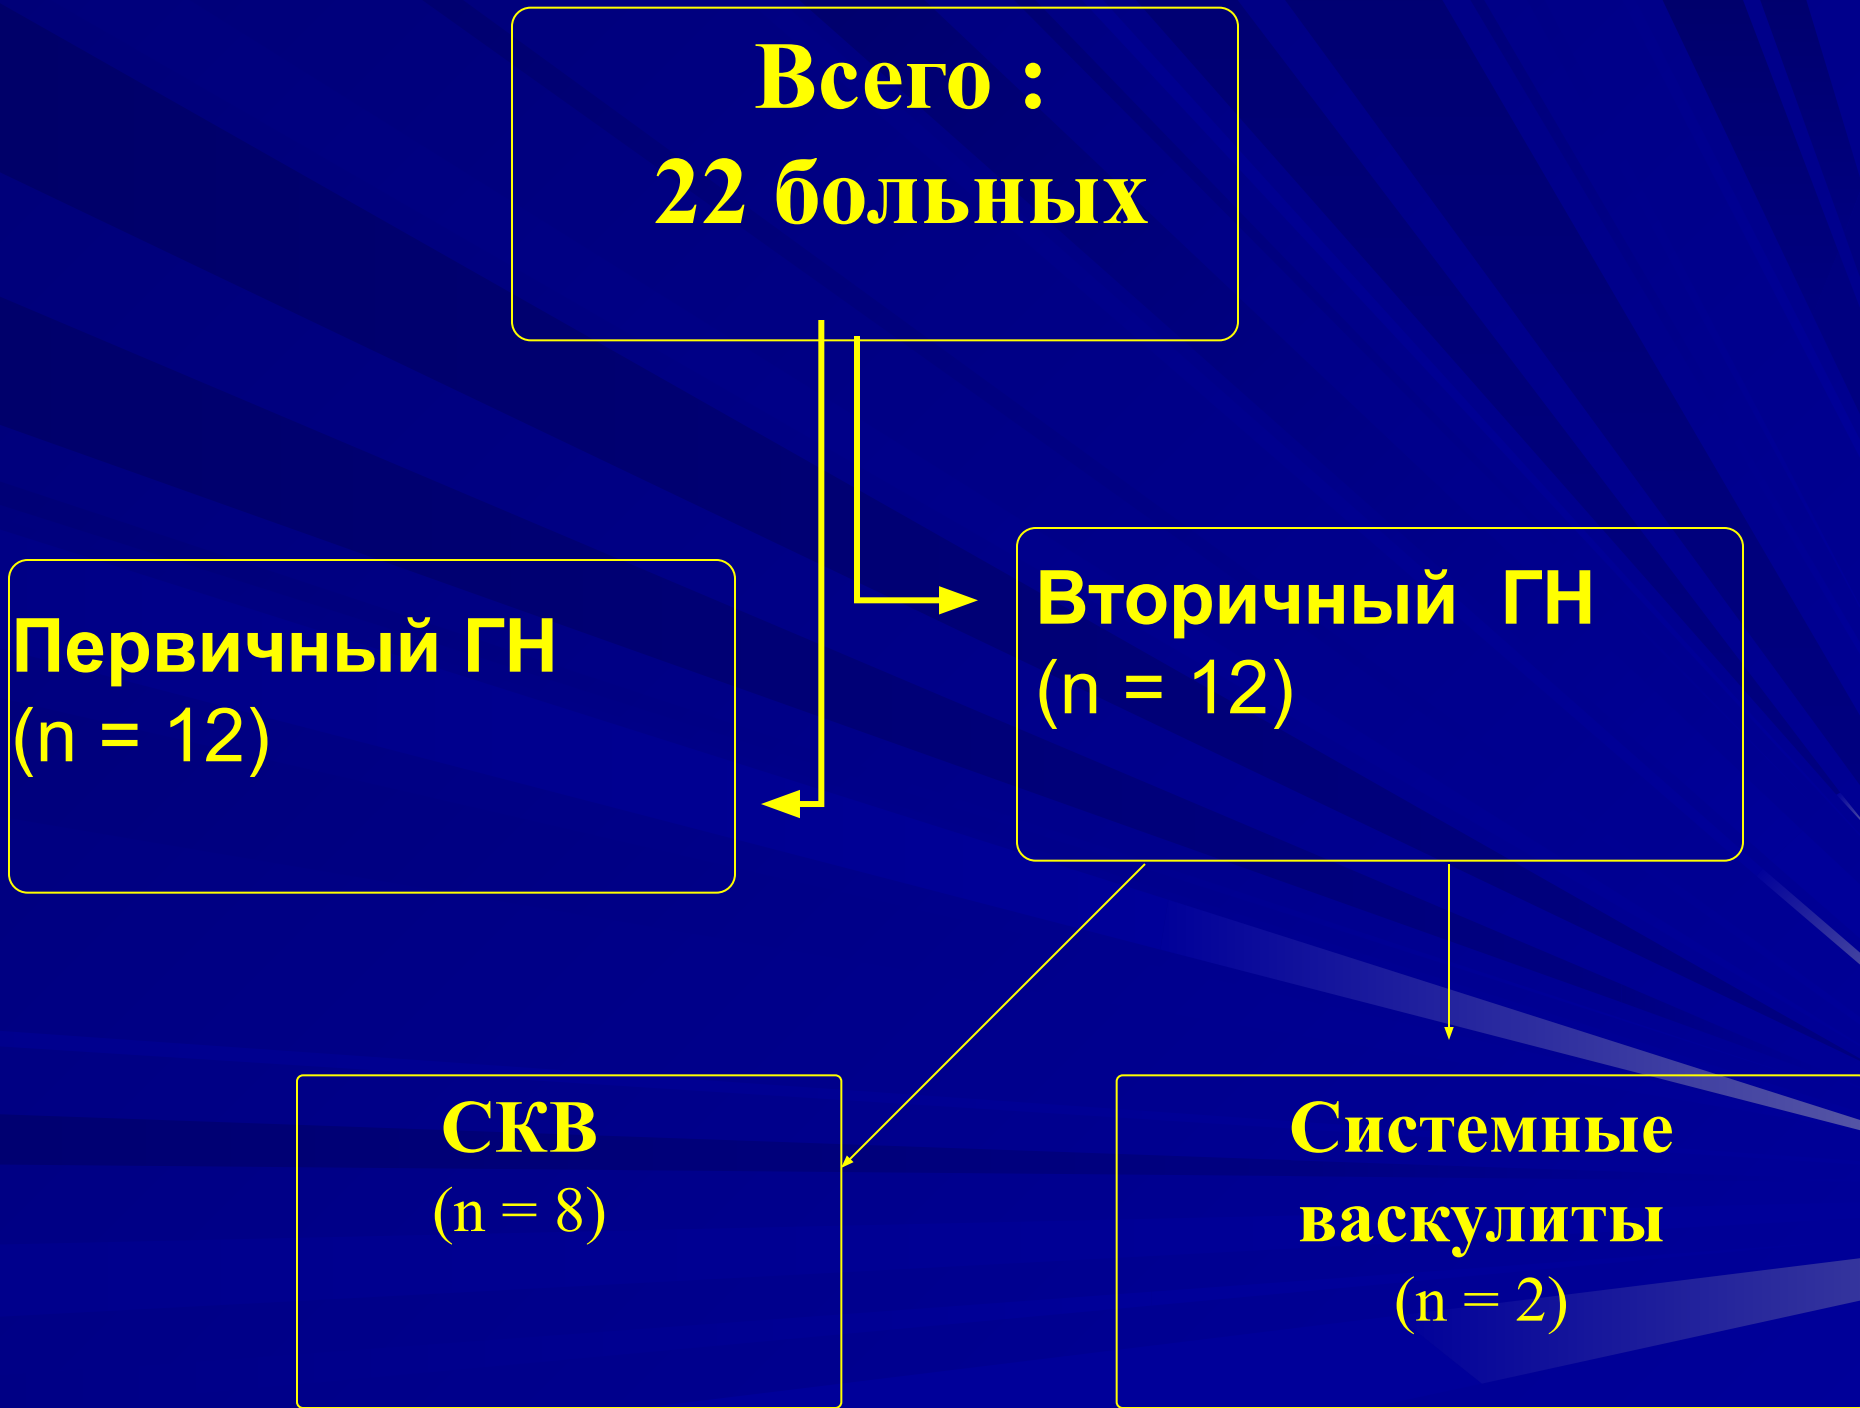 Всего :
22 больных
Первичный ГН
(n = 12)
Вторичный ГН
(n = 12)
СКВ
(n = 8)
Системные
васкулиты
(n = 2)